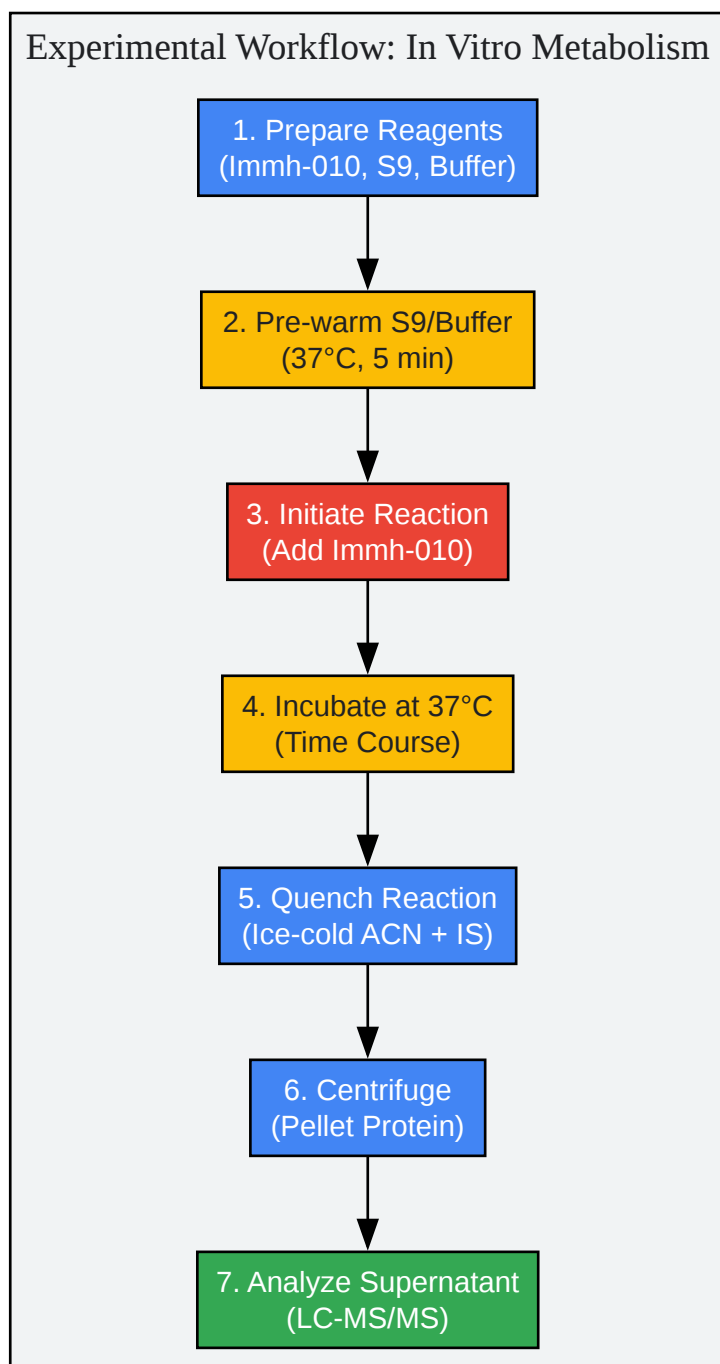 Experimental Workflow: In Vitro Metabolism
1. Prepare Reagents
(Immh-010, S9, Buffer)
2. Pre-warm S9/Buffer
(37°C, 5 min)
3. Initiate Reaction
(Add Immh-010)
4. Incubate at 37°C
(Time Course)
5. Quench Reaction
(Ice-cold ACN + IS)
6. Centrifuge
(Pellet Protein)
7. Analyze Supernatant
(LC-MS/MS)